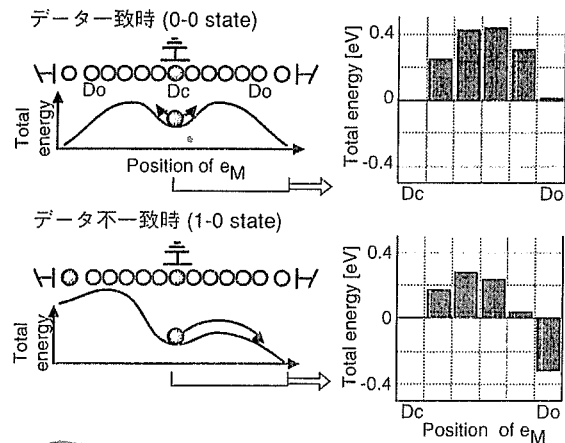 データー致時 (0-0 state)
Do Dc Do
Total energy
Position of eM
Total energy [eV]
0.4
0
-0.4
Dc Do
データ不一致時 (1-0 state)
Total energy
Total energy [eV]
0.4
0
-0.4
Dc Do
Position of eM